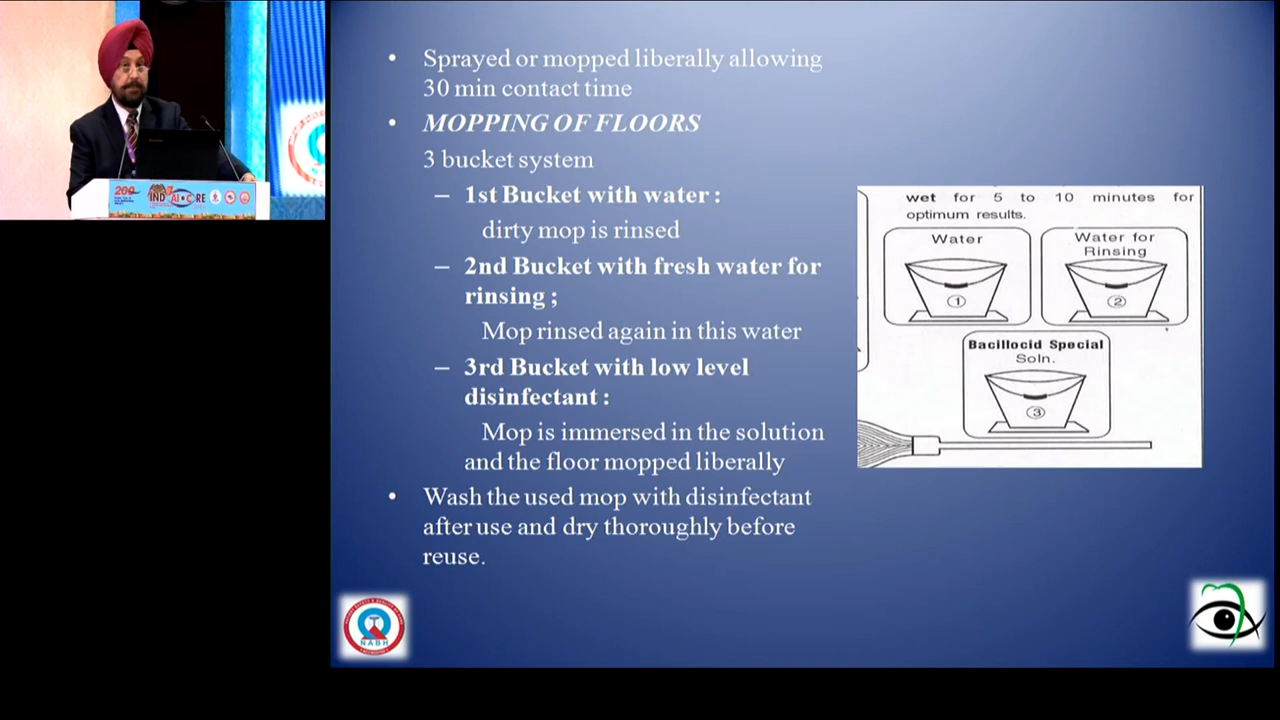 • Sprayed or mopped liberally allowing
30 min contact time
• MOPPING OF FLOORS
3 bucket system
– 1st Bucket with water :
dirty mop is rinsed
– 2nd Bucket with fresh water for
rinsing ;
Mop rinsed again in this water
– 3rd Bucket with low level
disinfectant :
Mop is immersed in the solution
and the floor mopped liberally
• Wash the used mop with disinfectant
after use and dry thoroughly before
reuse.
wet for 5 to 10 minutes for
optimum results.
Water
1
Water for
Rinsing
2
Bacillocid Special
Soln.
3
NABH
IND